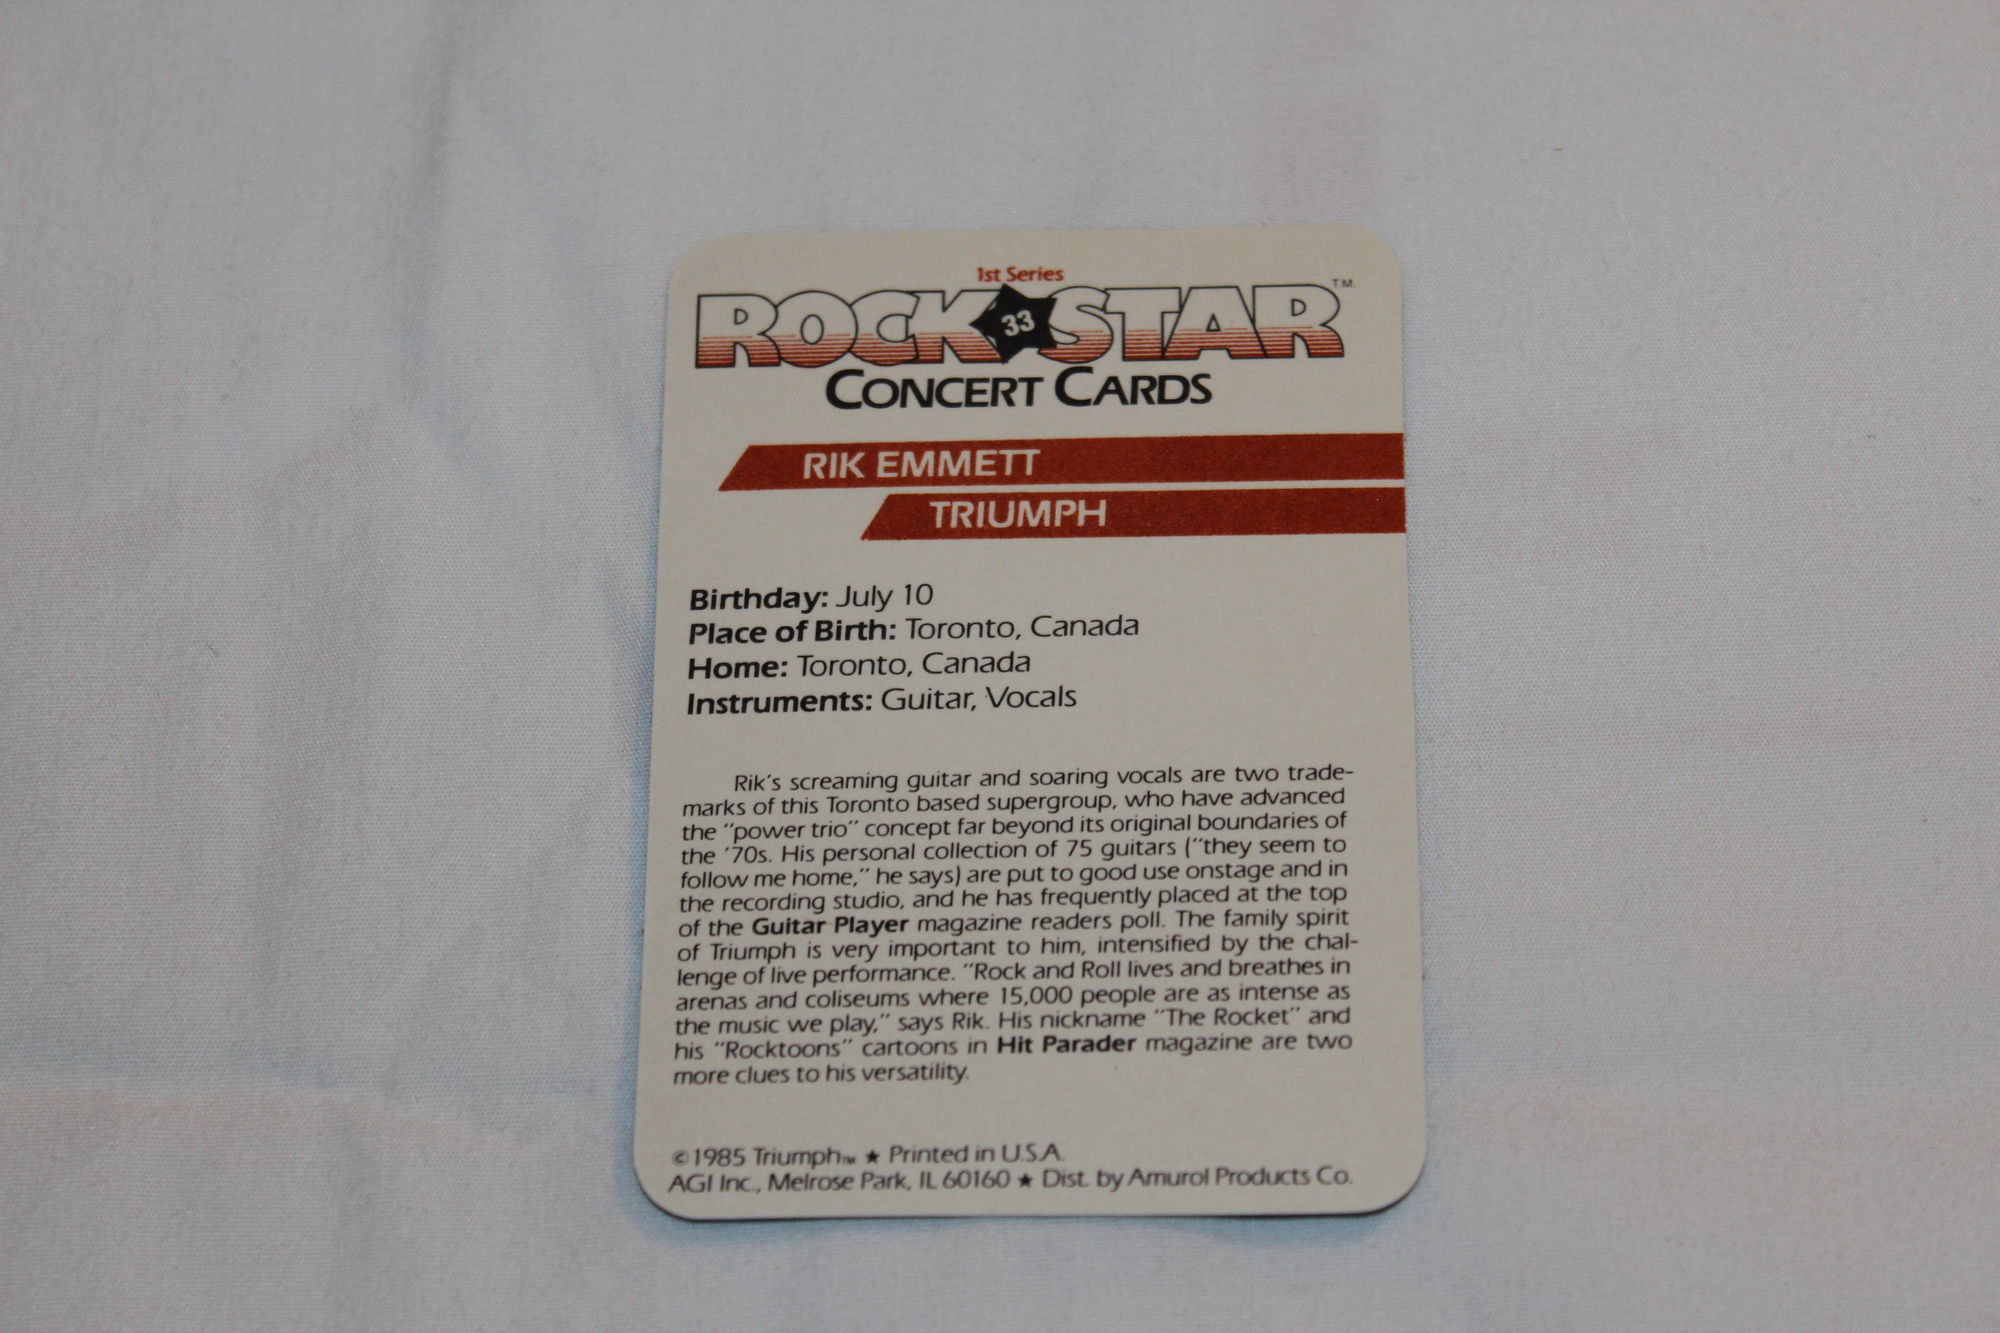 1st Series
ROCK 33 STAR TM
CONCERT CARDS
RIK EMMETT
TRIUMPH
Birthday: July 10
Place of Birth: Toronto, Canada
Home: Toronto, Canada
Instruments: Guitar, Vocals
Rik's screaming guitar and soaring vocals are two trade-
marks of this Toronto based supergroup, who have advanced
the "power trio" concept far beyond its original boundaries of
the '70s. His personal collection of 75 guitars ("they seem to
follow me home," he says) are put to good use onstage and in
the recording studio, and he has frequently placed at the top
of the Guitar Player magazine readers poll. The family spirit
of Triumph is very important to him, intensified by the chal-
lenge of live performance. "Rock and Roll lives and breathes in
arenas and coliseums where 15,000 people are as intense as
the music we play," says Rik. His nickname "The Rocket" and
his "Rocktoons" cartoons in Hit Parader magazine are two
more clues to his versatility.
©1985 Triumph™ ★ Printed in U.S.A.
AGI Inc., Melrose Park, IL 60160 ★ Dist. by Amurol Products Co.